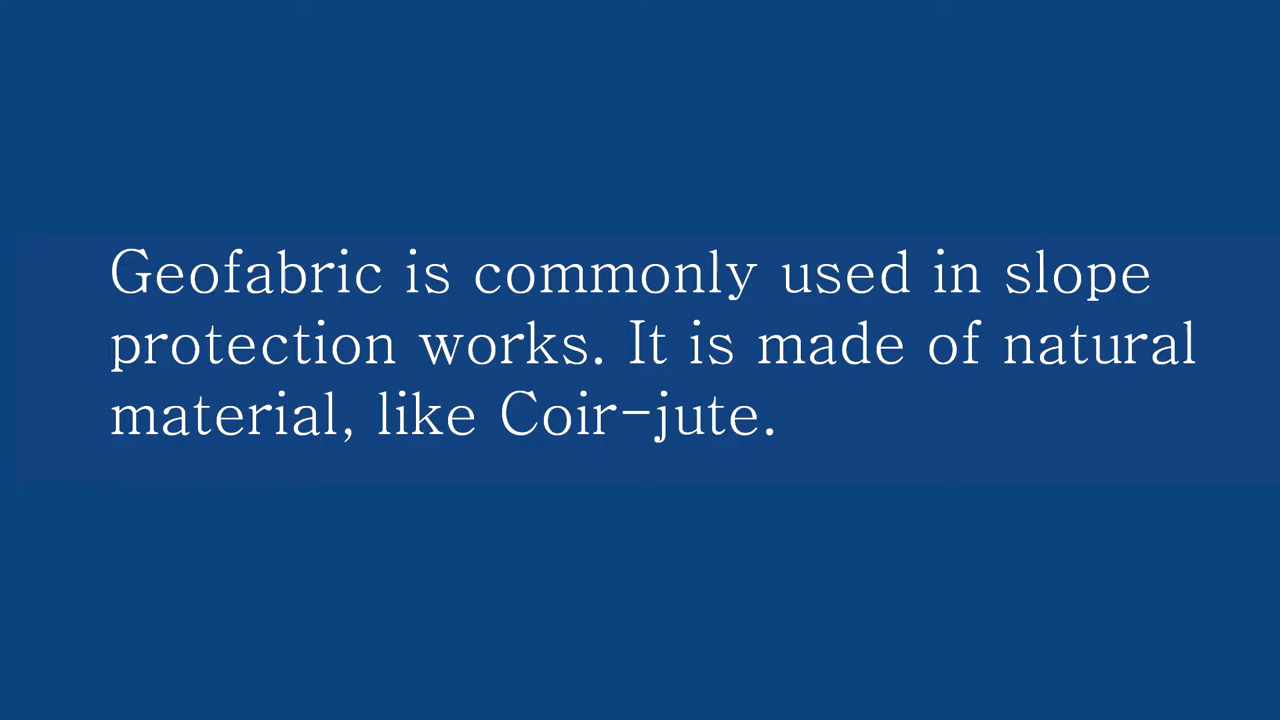 Geofabric is commonly used in slope
protection works. It is made of natural
material, like Coir-jute.